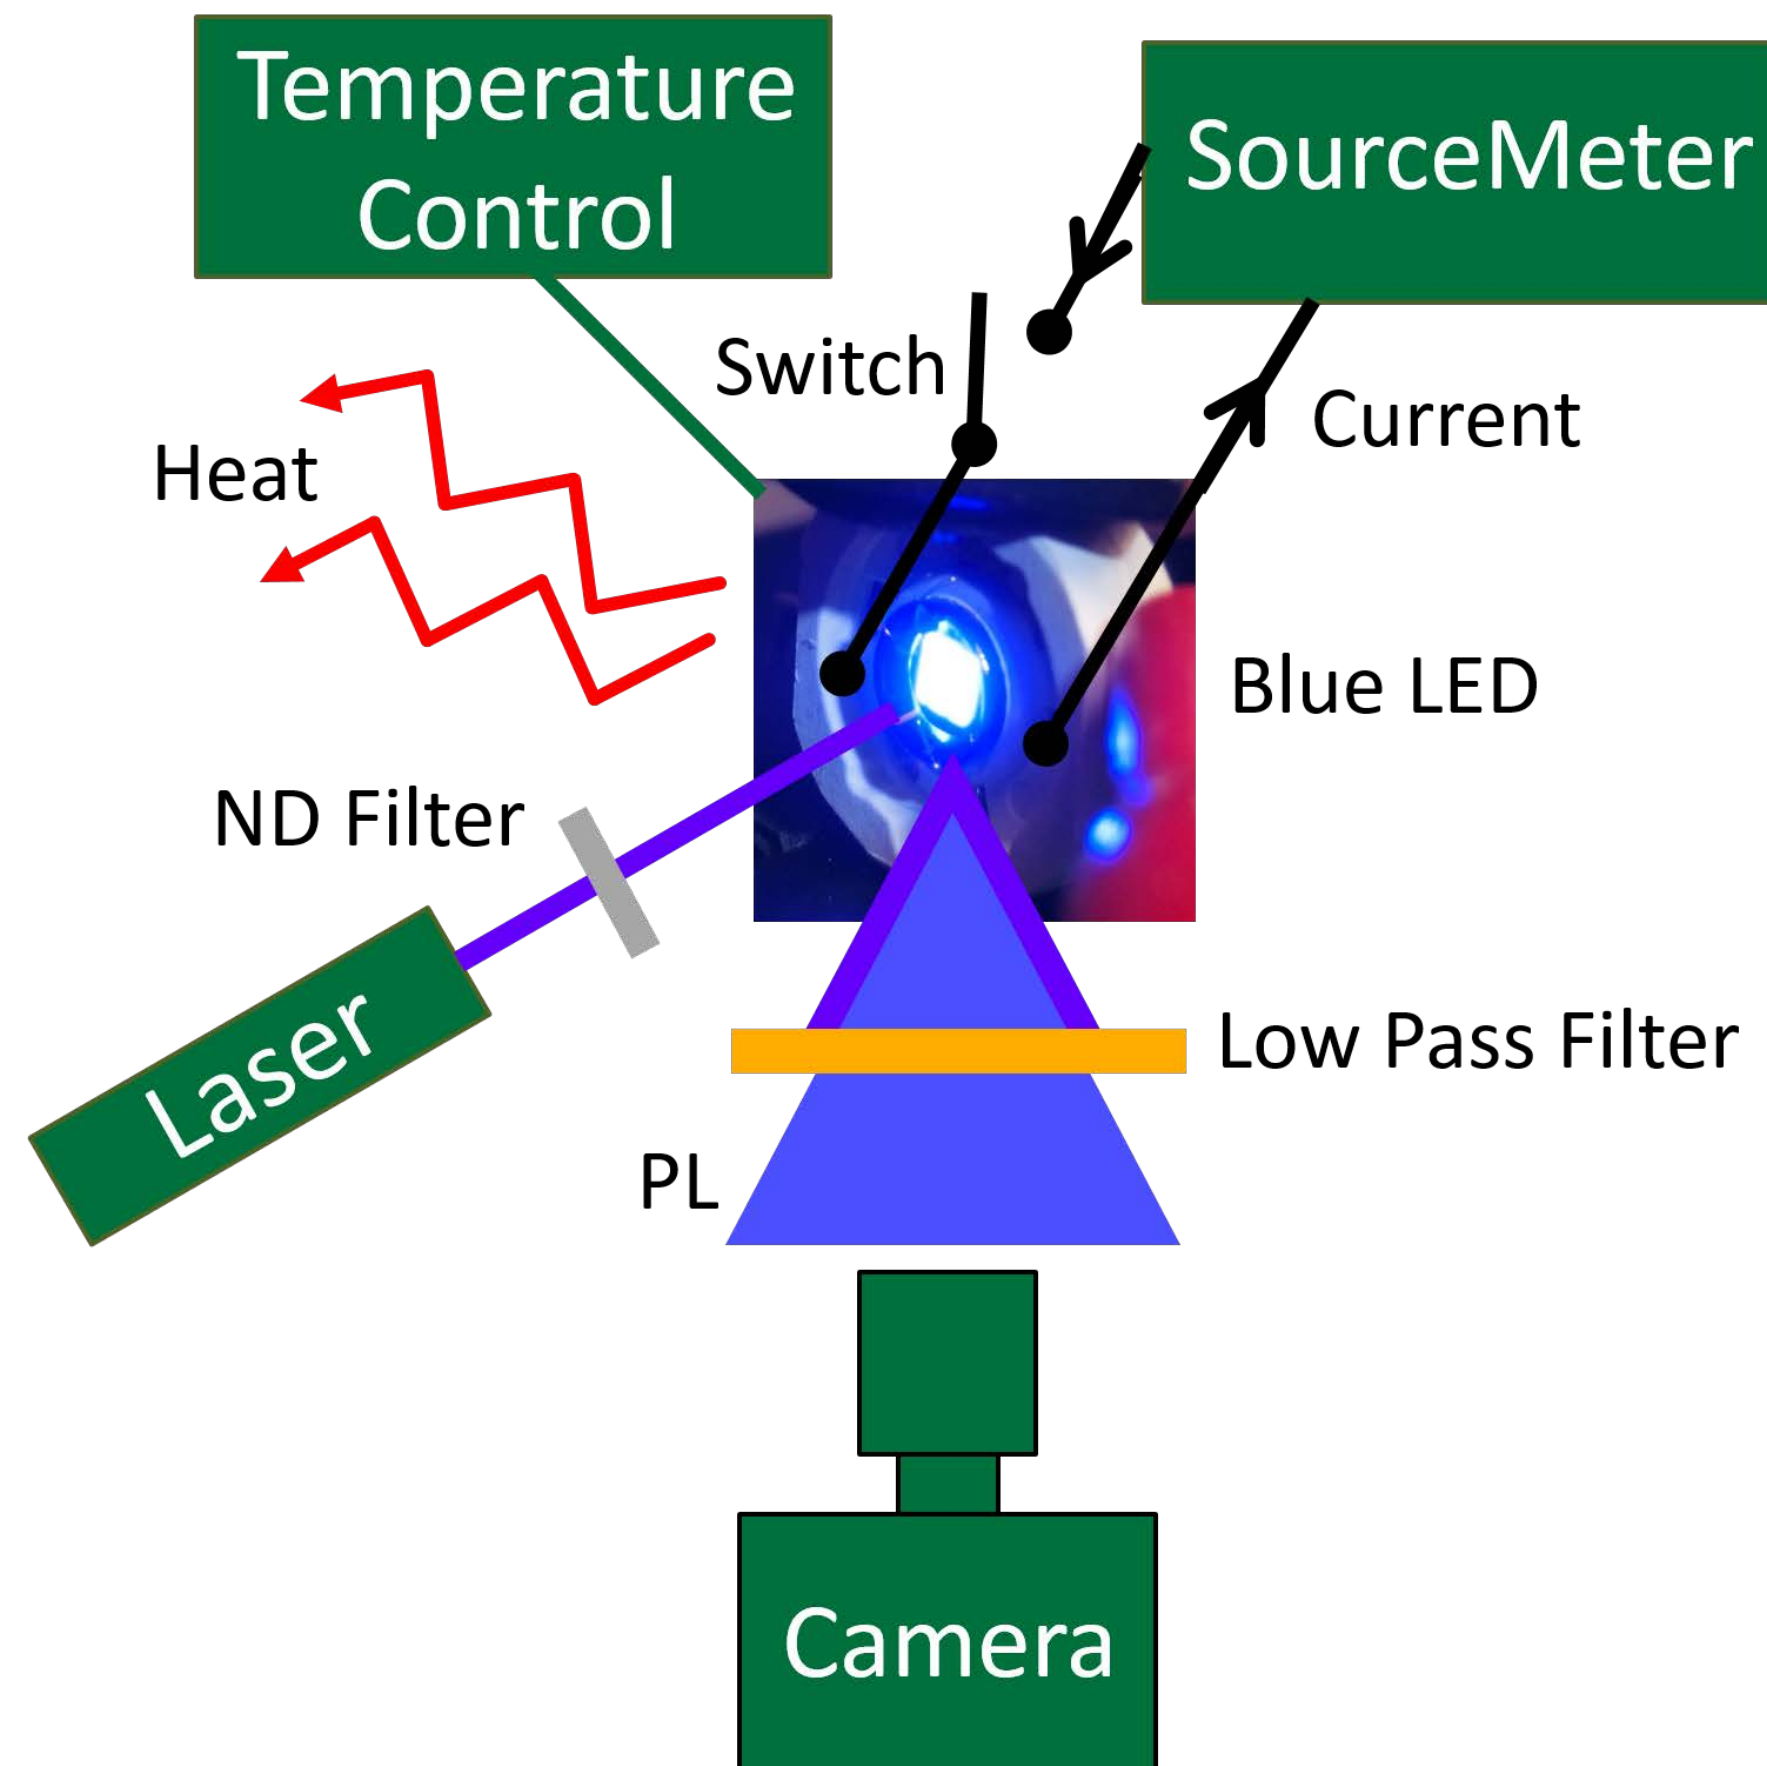 Temperature
Control
SourceMeter
Switch
Current
Heat
Blue LED
ND Filter
Laser
Low Pass Filter
PL
Camera